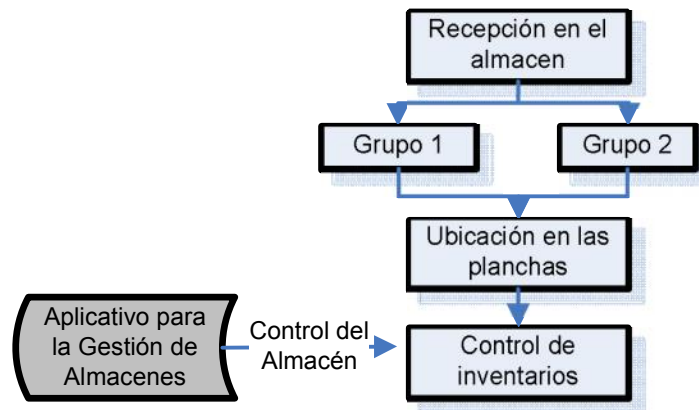 Recepción en el
almacen
Grupo 1
Grupo 2
Ubicación en las
planchas
Aplicativo para
la Gestión de
Almacenes
Control del
Almacén
Control de
inventarios